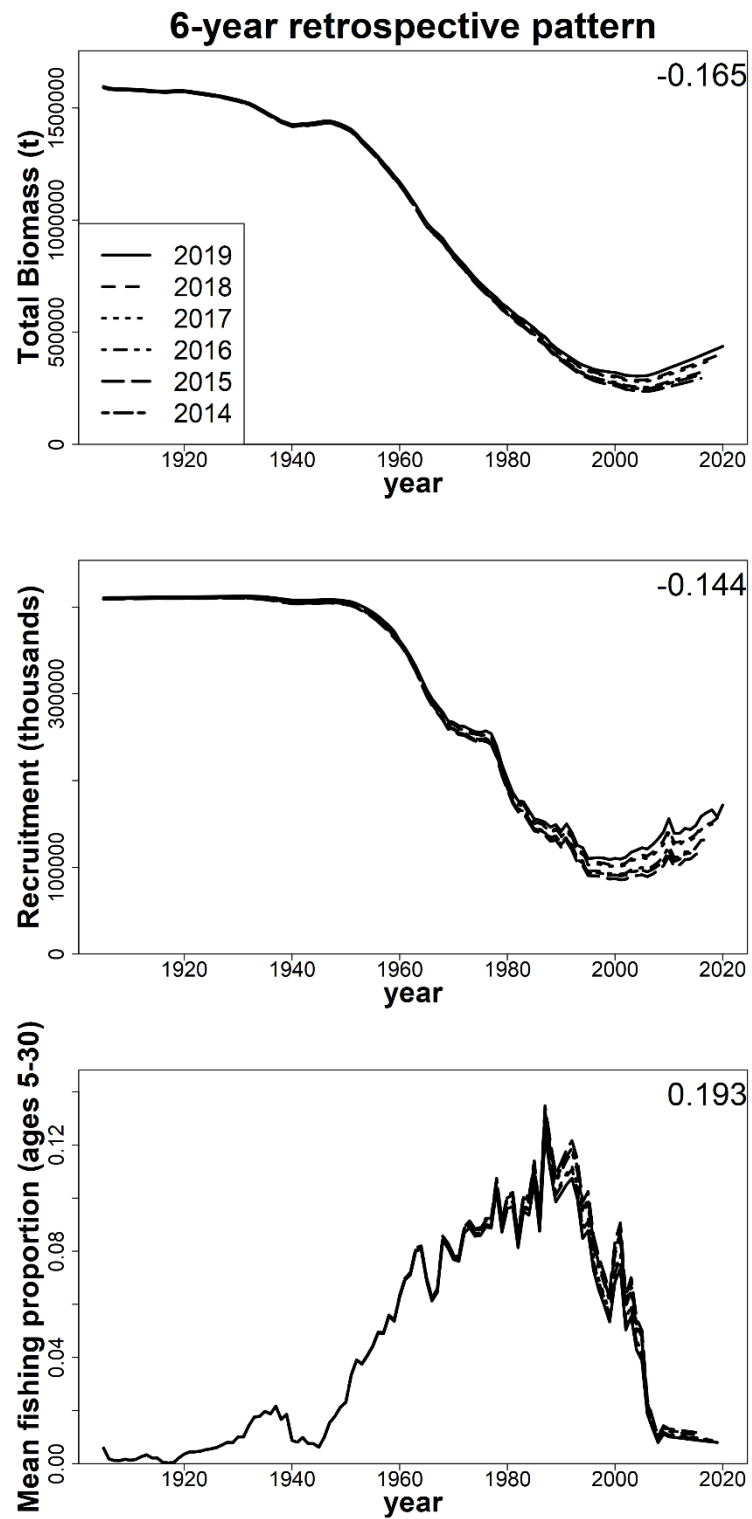 6-year retrospective pattern
-0.165
Total Biomass (t)
1500000
1000000
500000
0
2019
2018
2017
2016
2015
2014
1920 1940 1960 1980 2000 2020
year
-0.144
Recruitment (thousands)
300000
100000
0
1920 1940 1960 1980 2000 2020
year
0.193
Mean fishing proportion (ages 5-30)
0.12
0.08
0.04
0.00
1920 1940 1960 1980 2000 2020
year